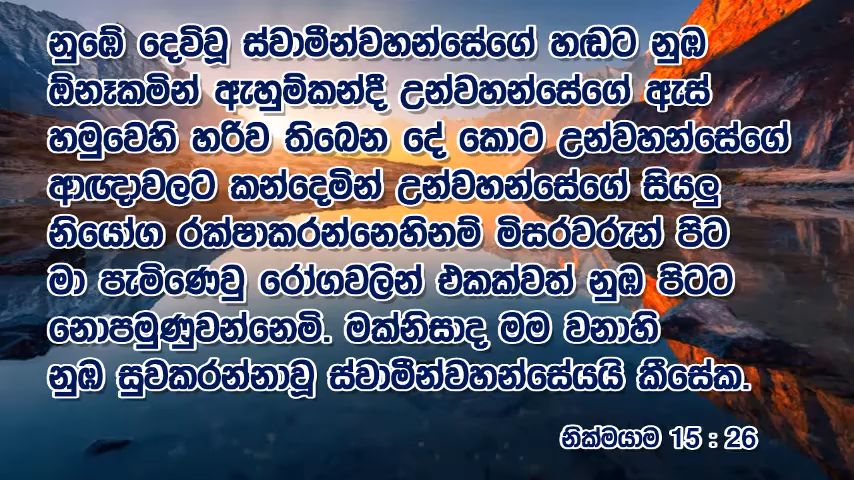 නුඹේ දෙවිවූ ස්වාමීන්වහන්සේගේ හඬට නුඹ
ඕනෑකමින් ඇහුම්කන්දී උන්වහන්සේගේ ඇස්
හමුවෙහි හරිව තිබෙන දේ කොට උන්වහන්සේගේ
ආඥාවලට කන්දෙමින් උන්වහන්සේගේ සියලු
නියෝග රක්ෂාකරන්නෙහිනම් මිසරවරුන් පිට
මා පැමිණෙවු රෝගවලින් එකක්වත් නුඹ පිටට
නොපමුණුවන්නෙමි. මක්නිසාද මම වනාහි
නුඹ සුවකරන්නාවූ ස්වාමීන්වහන්සේයයි කීසේක.
නික්මයාම 15 : 26